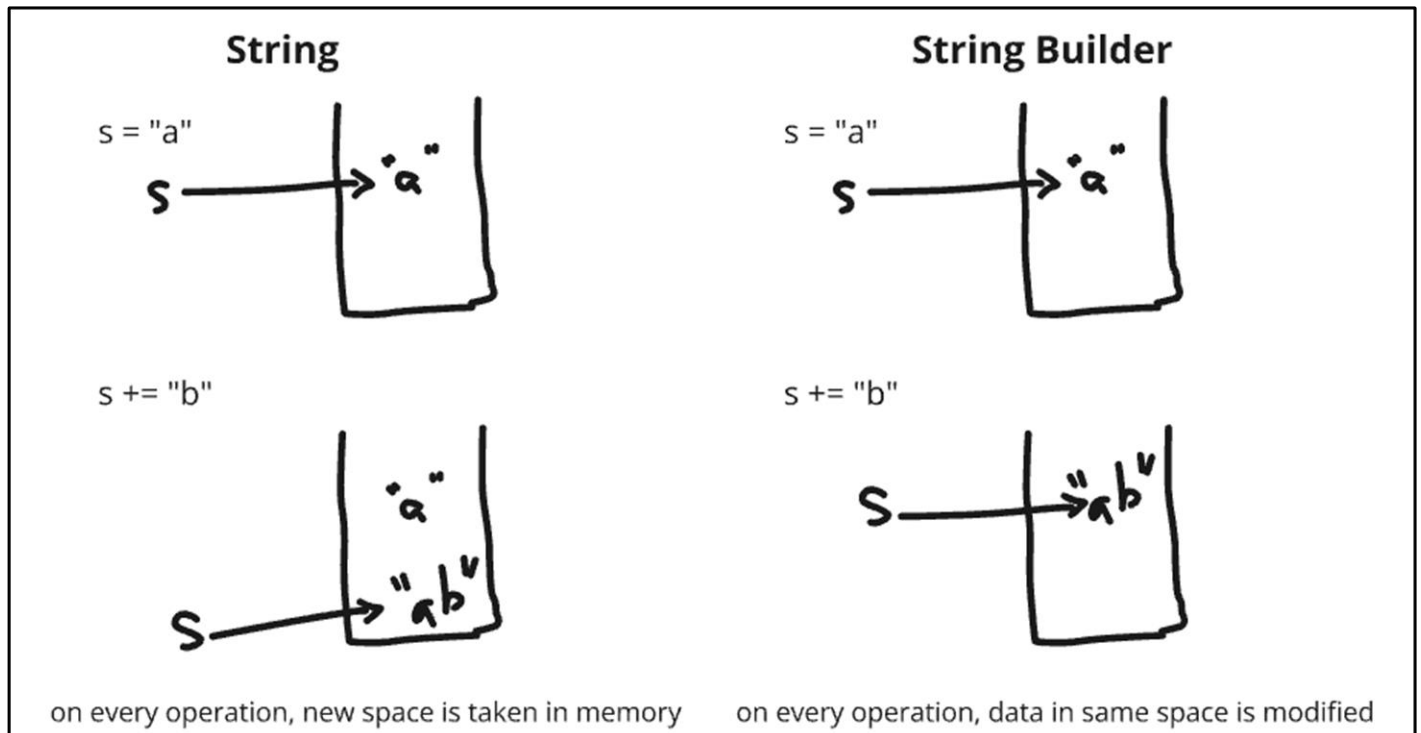 String
s = "a"
s
"a"
s += "b"
"a"
s
"ab"
on every operation, new space is taken in memory
String Builder
s = "a"
s
"a"
s += "b"
s
"ab"
on every operation, data in same space is modified